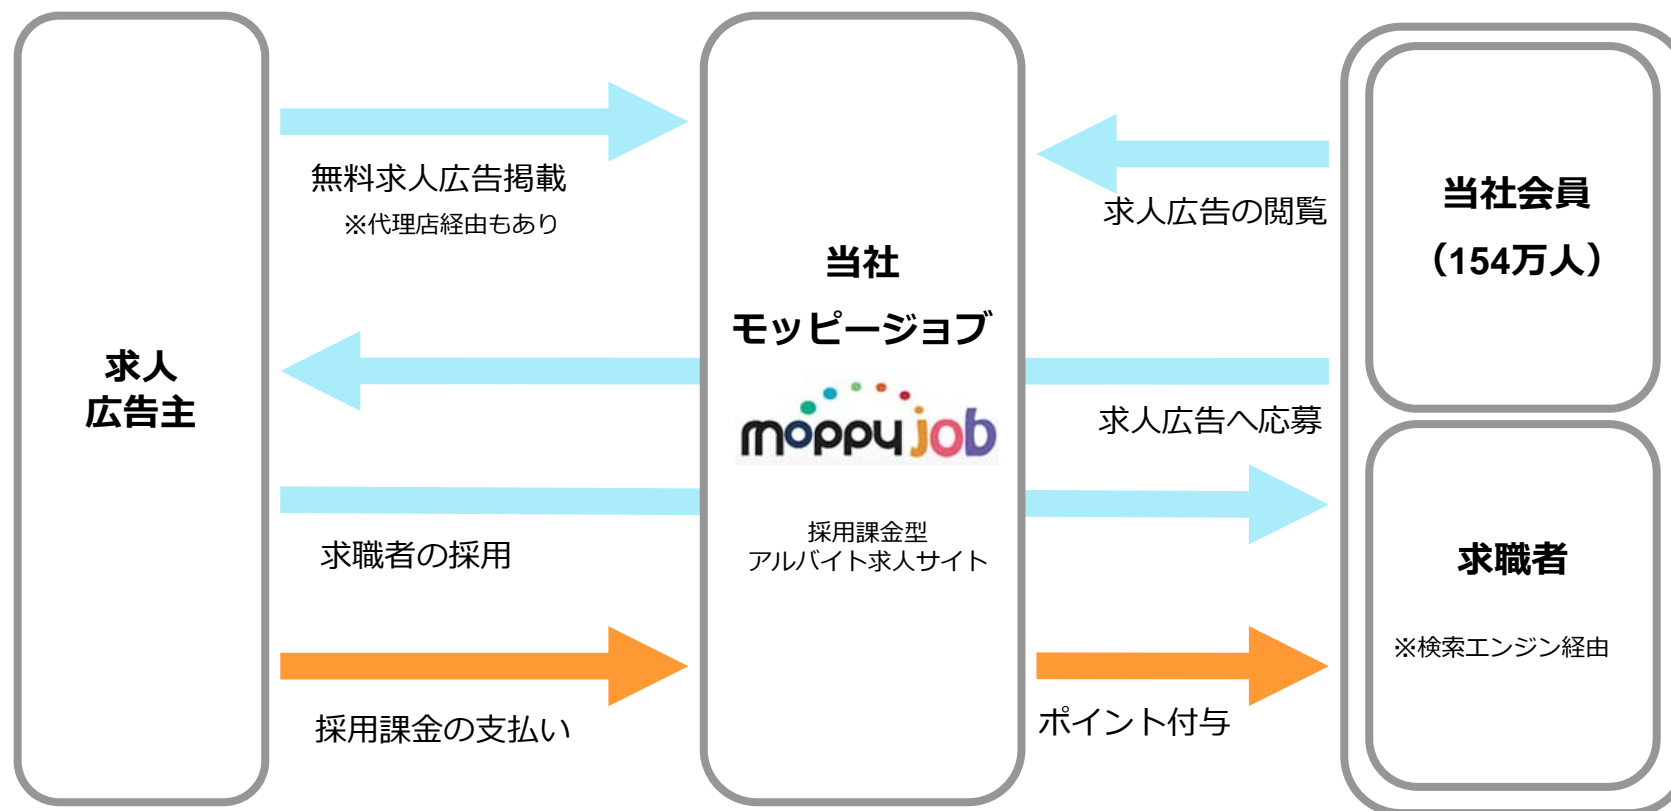 求人
広告主
無料求人広告掲載
※代理店経由もあり
求職者の採用
採用課金の支払い
当社
モッピージョブ
moppy job
採用課金型
アルバイト求人サイト
求人広告の閲覧
求人広告へ応募
ポイント付与
当社会員
（154万人）
求職者
※検索エンジン経由